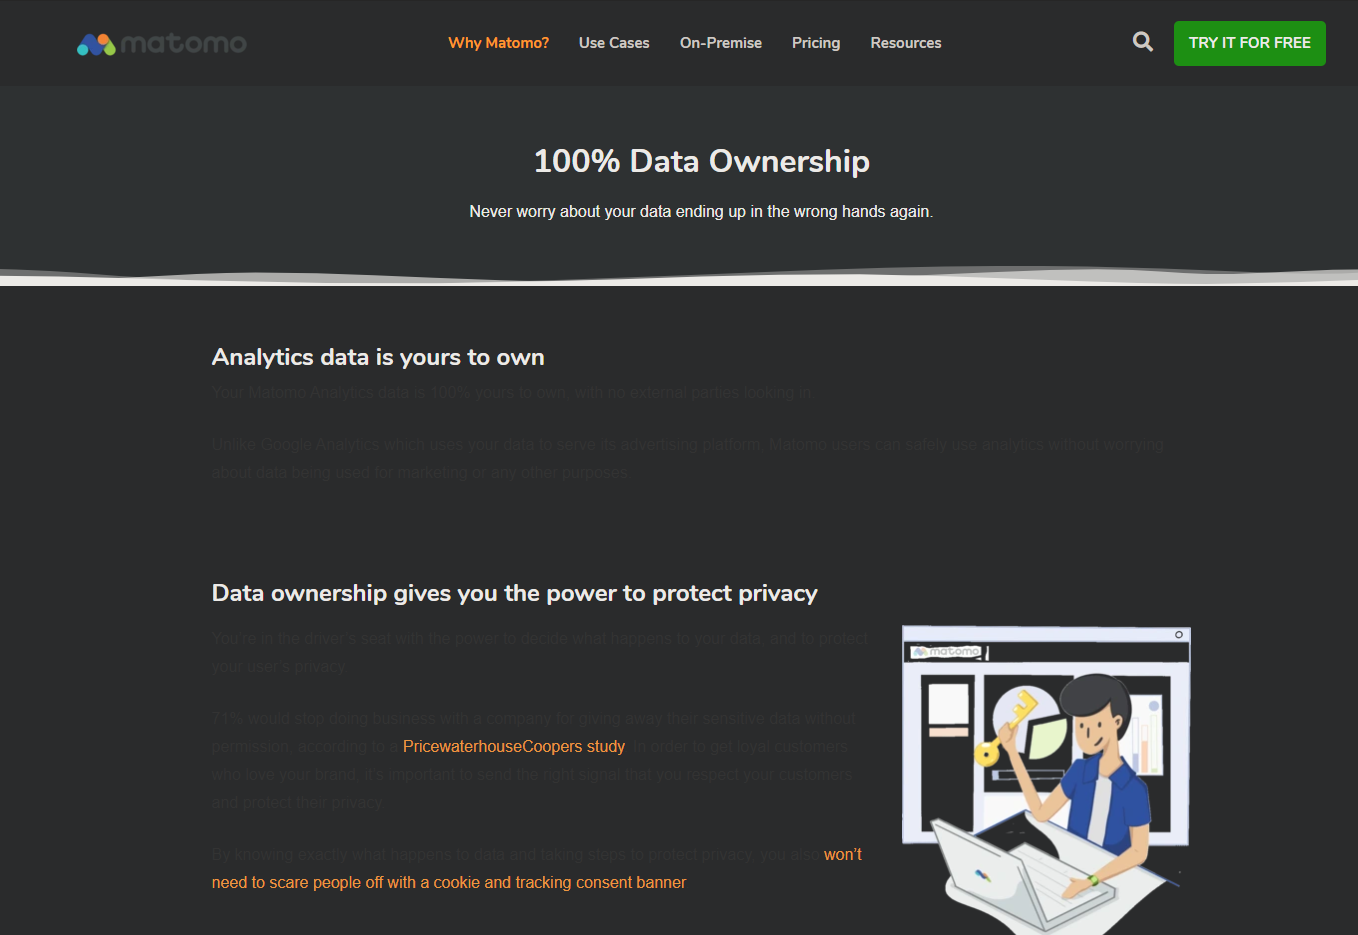 matomo
Why Matomo? Use Cases On-Premise Pricing Resources
TRY IT FOR FREE
100% Data Ownership
Never worry about your data ending up in the wrong hands again.
Analytics data is yours to own
Your Matomo Analytics data is 100% yours to own, with no external parties looking in.
Unlike Google Analytics which uses your data to serve its advertising platform, Matomo users can safely use analytics without worrying
about data being used for marketing or any other purposes.
Data ownership gives you the power to protect privacy
You're in the driver's seat with the power to decide what happens to your data, and to protect
your user's privacy.
matomo
71% would stop doing business with a company for giving away their sensitive data without
permission, according to a PricewaterhouseCoopers study. In order to get loyal customers
who love your brand, it's important to send the right signal that you respect your customers
and protect their privacy.
By knowing exactly what happens to data and taking steps to protect privacy, you also won't
need to scare people off with a cookie and tracking consent banner